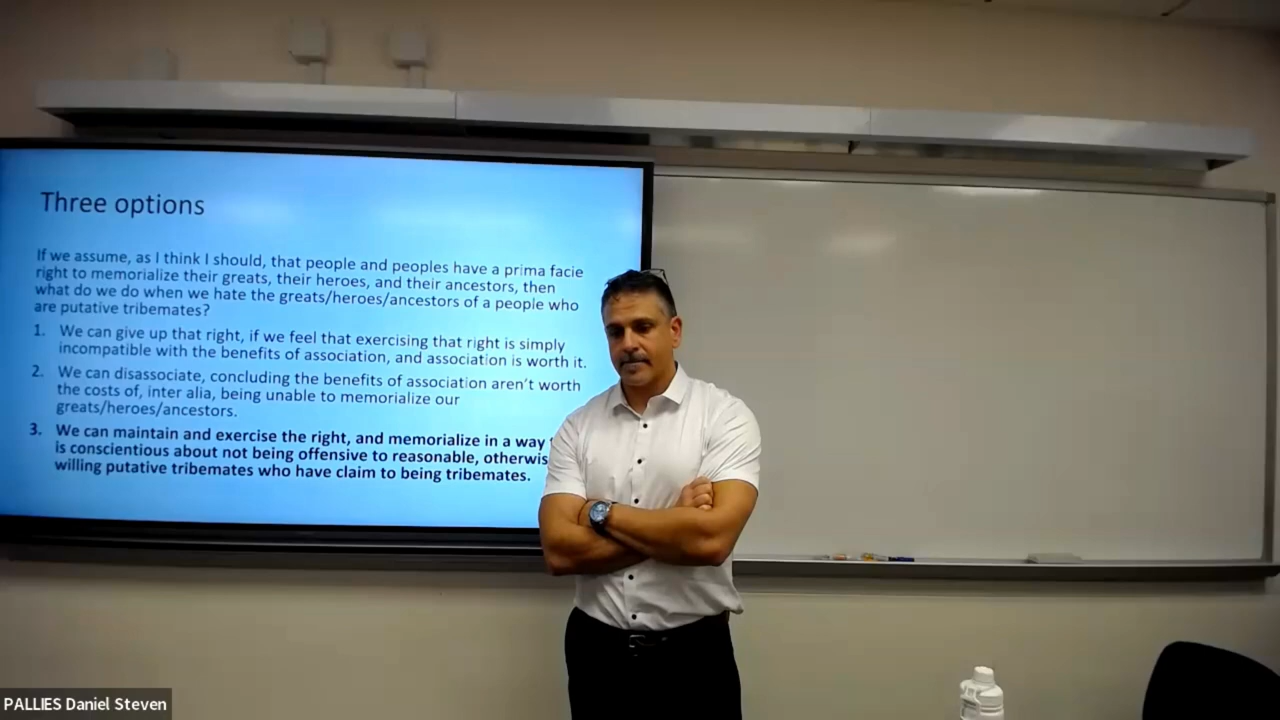 Three options
If we assume, as I think I should, that people and peoples have a prima facie
right to memorialize their greats, their heroes, and their ancestors, then
what do we do when we hate the greats/heroes/ancestors of a people who
are putative tribemates?
1. We can give up that right, if we feel that exercising that right is simply
incompatible with the benefits of association, and association is worth it.
2. We can disassociate, concluding the benefits of association aren't worth
the costs of, inter alia, being unable to memorialize our
greats/heroes/ancestors.
3. We can maintain and exercise the right, and memorialize in a way
is conscientious about not being offensive to reasonable,
willing putative tribemates who have claim to being tribemates.
PALLIES Daniel Steven